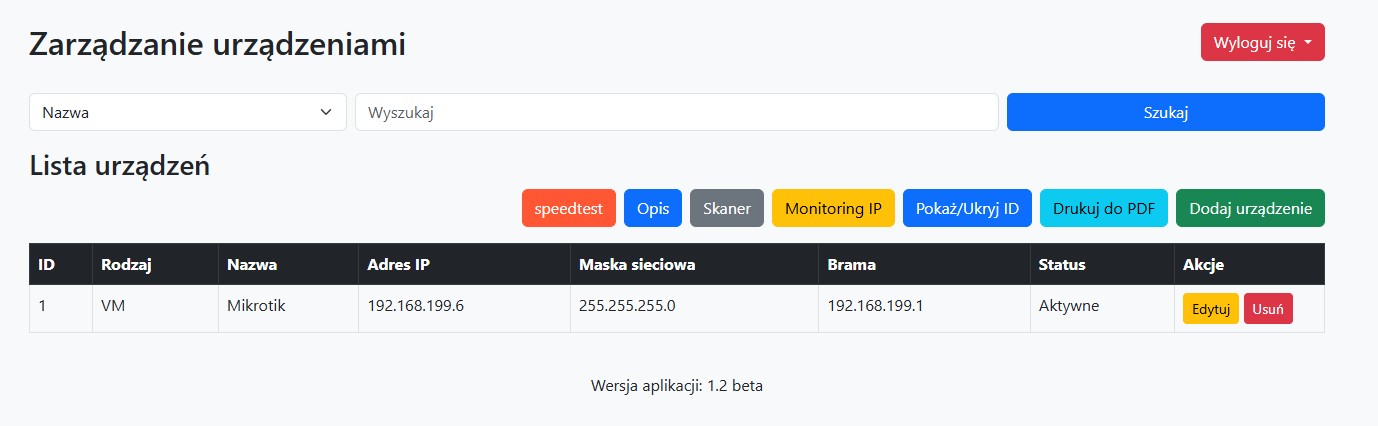 Zarządzanie urządzeniami
Wyloguj się
Nazwa
Wyszukaj
Szukaj
Lista urządzeń
speedtest
Opis
Skaner
Monitoring IP
Pokaż/Ukryj ID
Drukuj do PDF
Dodaj urządzenie
ID Rodzaj Nazwa Adres IP Maska sieciowa Brama Status Akcje
1 VM Mikrotik 192.168.199.6 255.255.255.0 192.168.199.1 Aktywne Edytuj Usuń
Wersja aplikacji: 1.2 beta